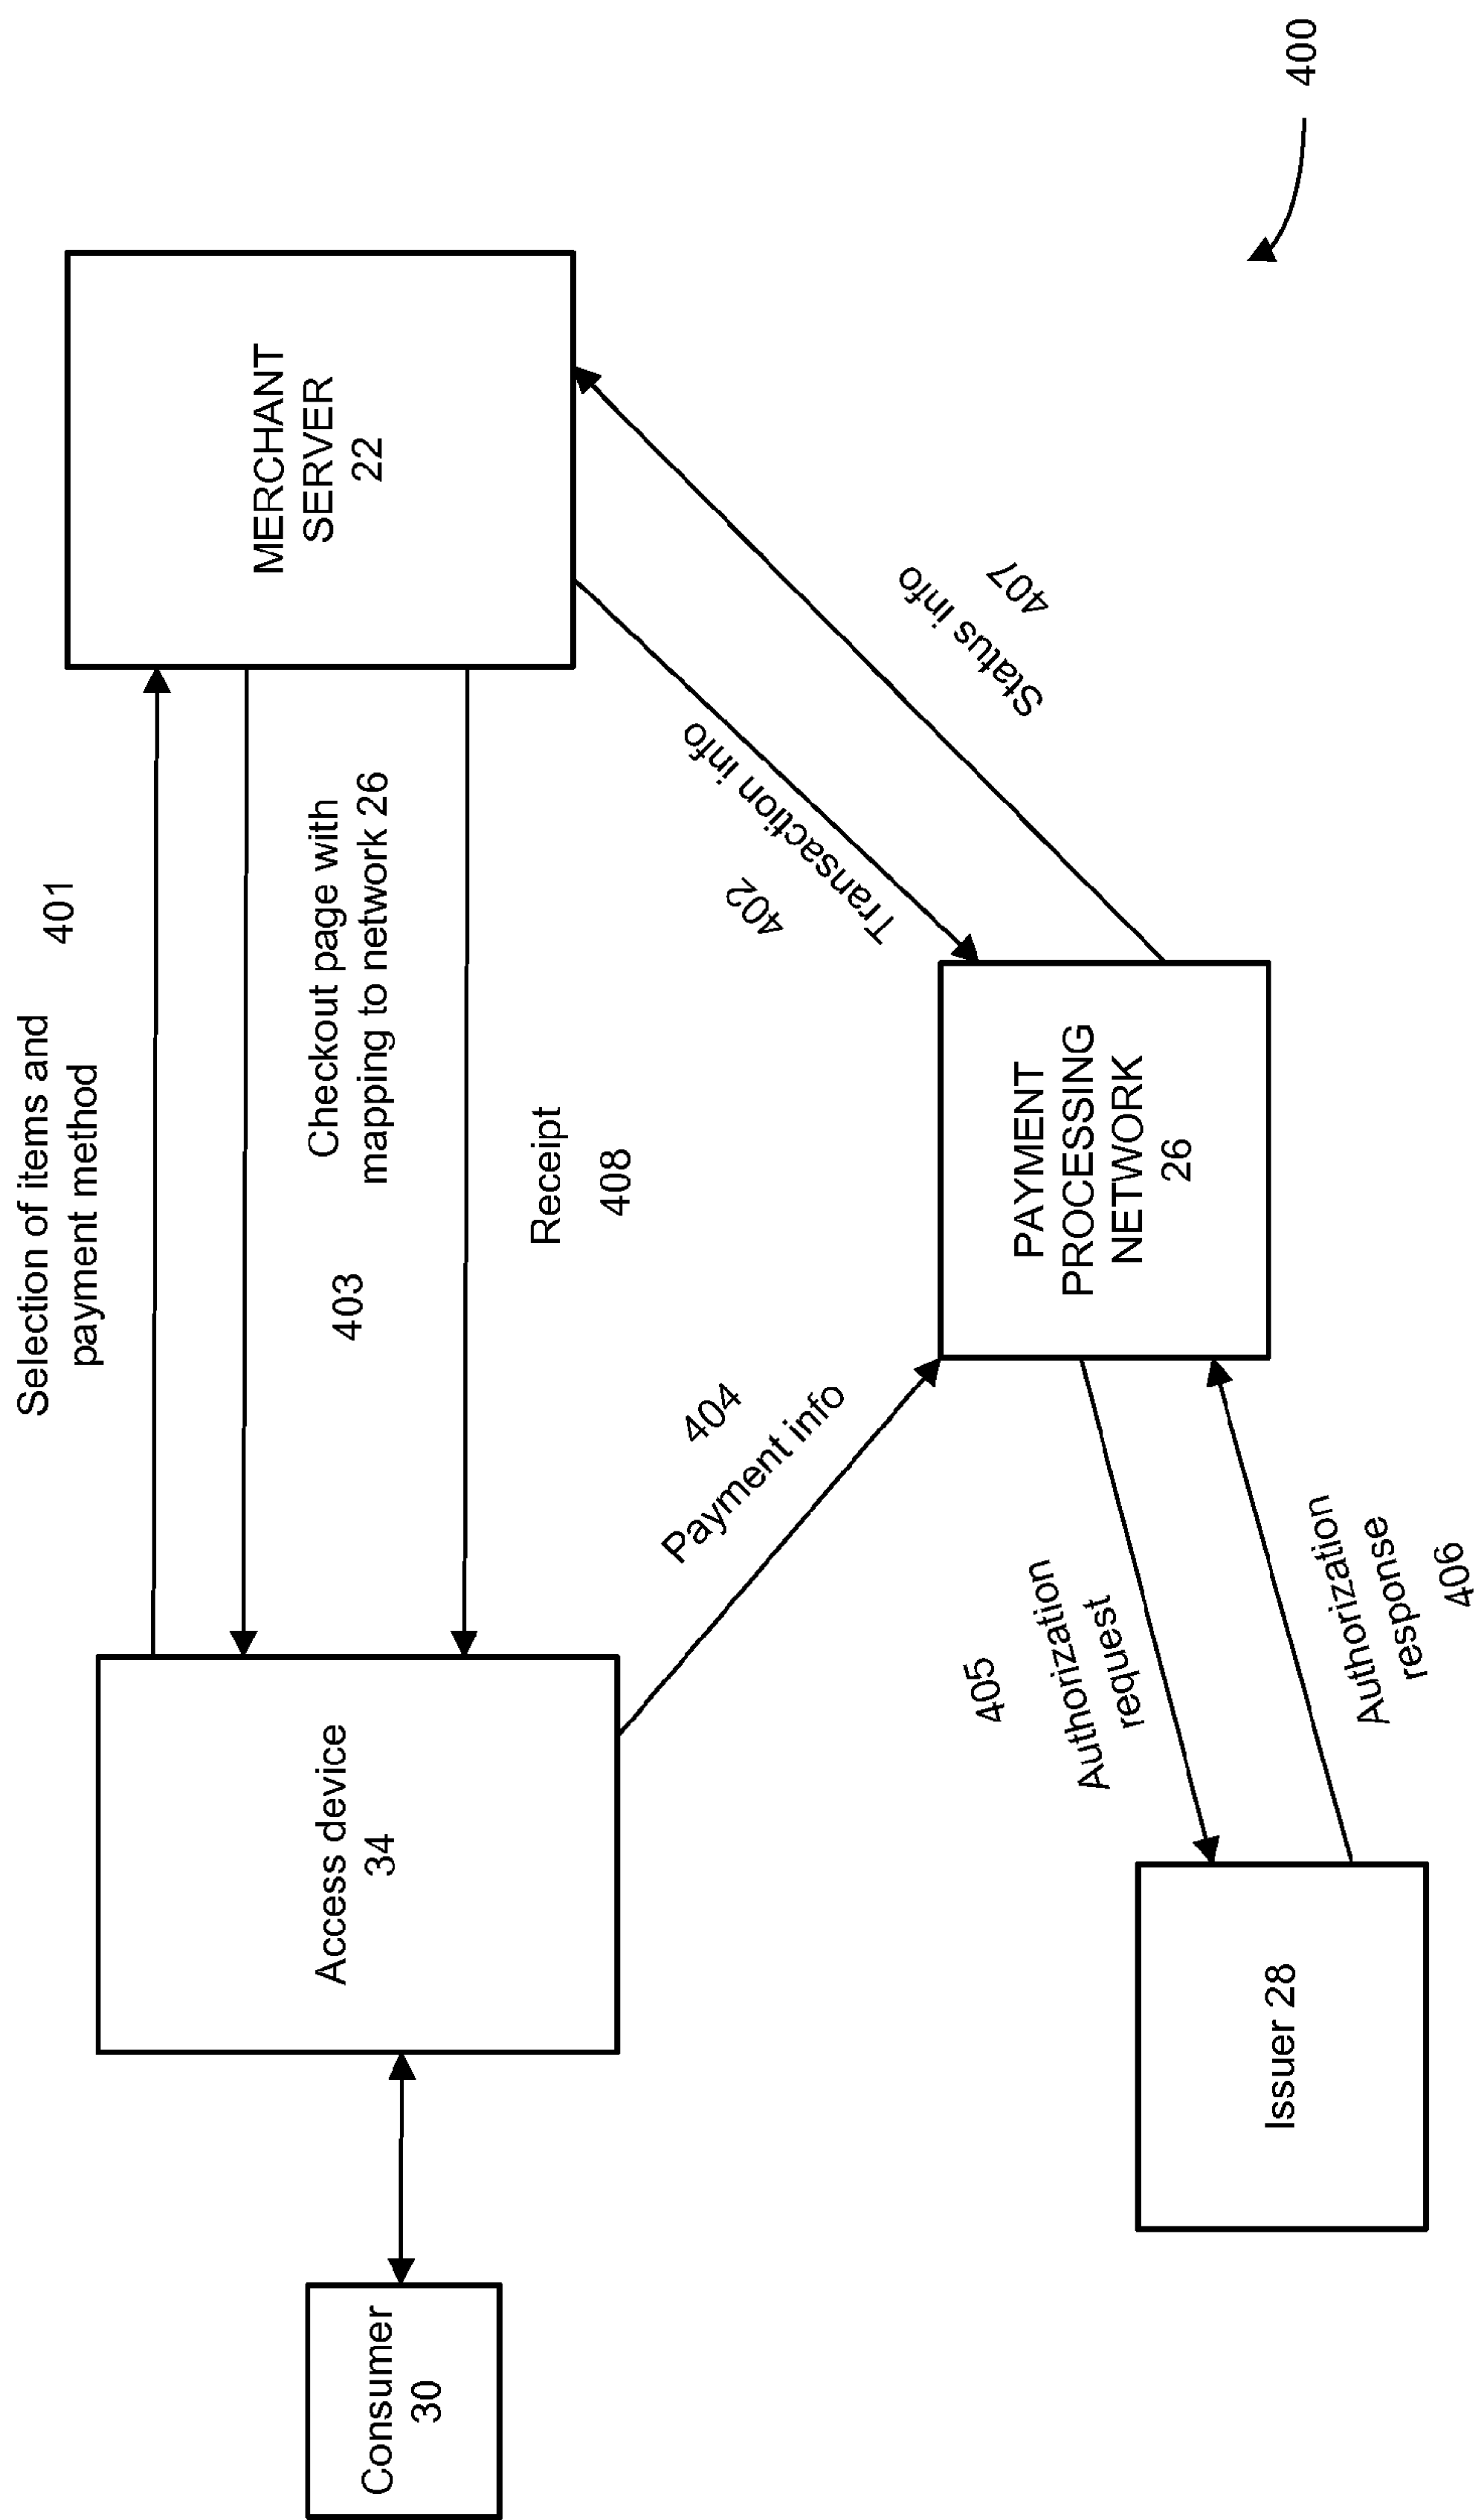 Selection of items and
payment method
401
Checkout page with
mapping to network 26
403
Receipt
408
Consumer
30
Access device
34
MERCHANT
SERVER
22
404
Payment info
402
Transaction info
Status info
407
PAYMENT
PROCESSING
NETWORK
26
405
Authorization
request
Authorization
response
406
Issuer 28
400